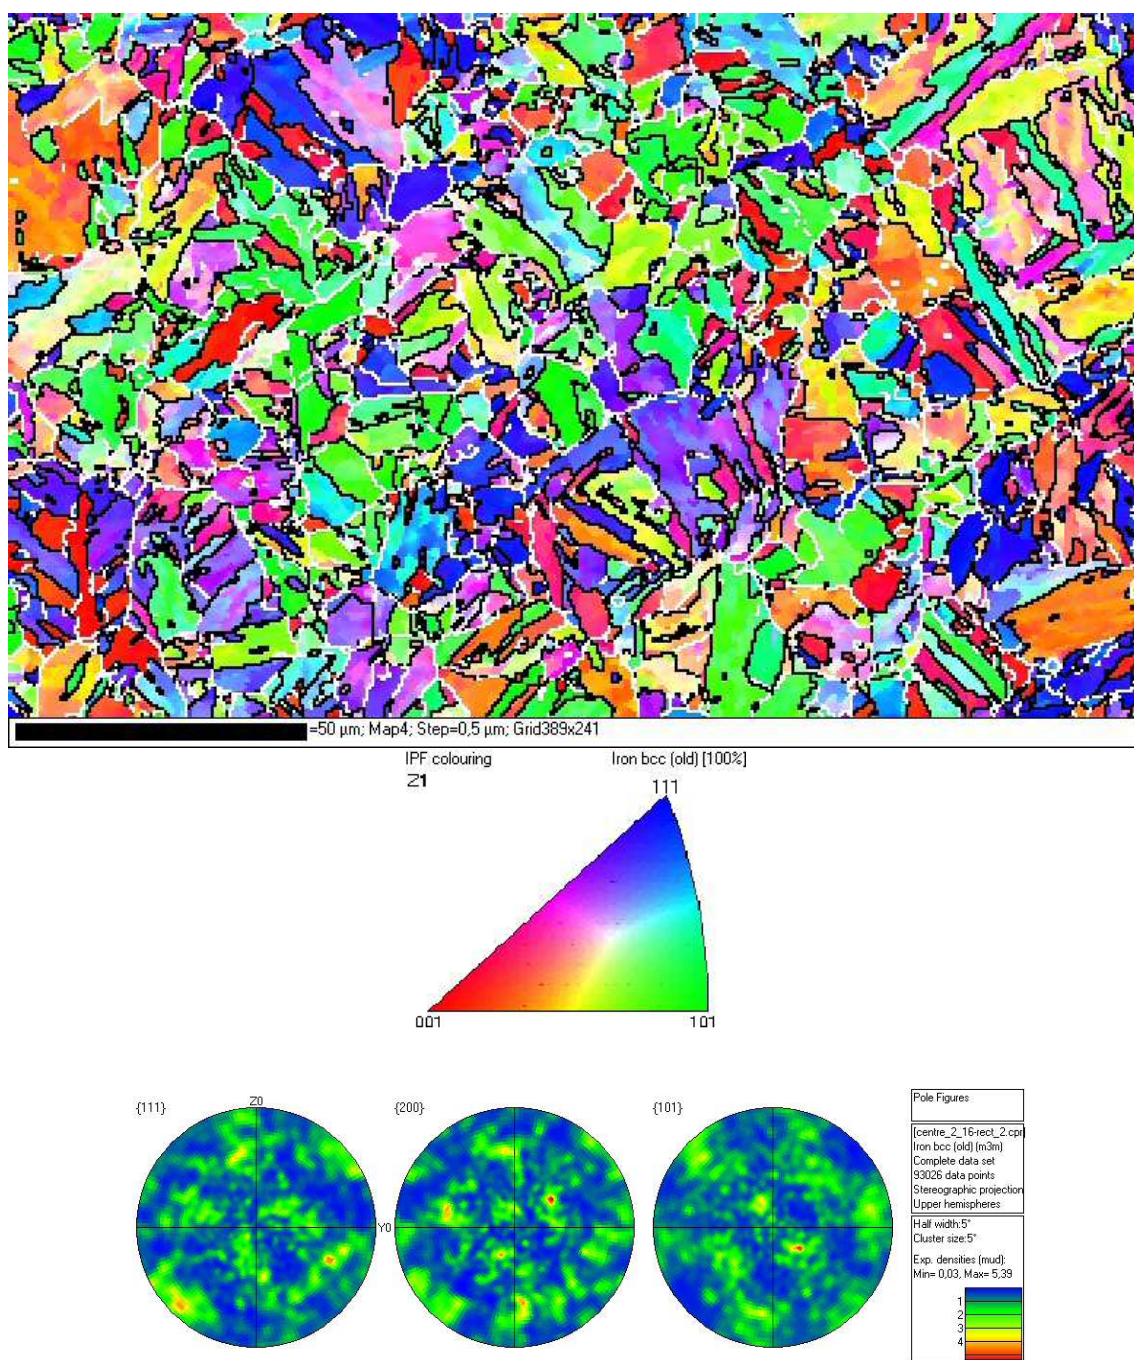 =50 µm; Map4; Step=0,5 µm; Grid389x241
IPF colouring
Z1
Iron bcc (old) [100%]
111
001
101
{111}
Z0
Y0
{200}
{101}
Pole Figures
[centre_2_16-rect_2.cpr]
Iron bcc (old) (m3m)
Complete data set
93026 data points
Stereographic projection
Upper hemispheres
Half width:5°
Cluster size:5°
Exp. densities (mud):
Min= 0,03, Max= 5,39
1
2
3
4